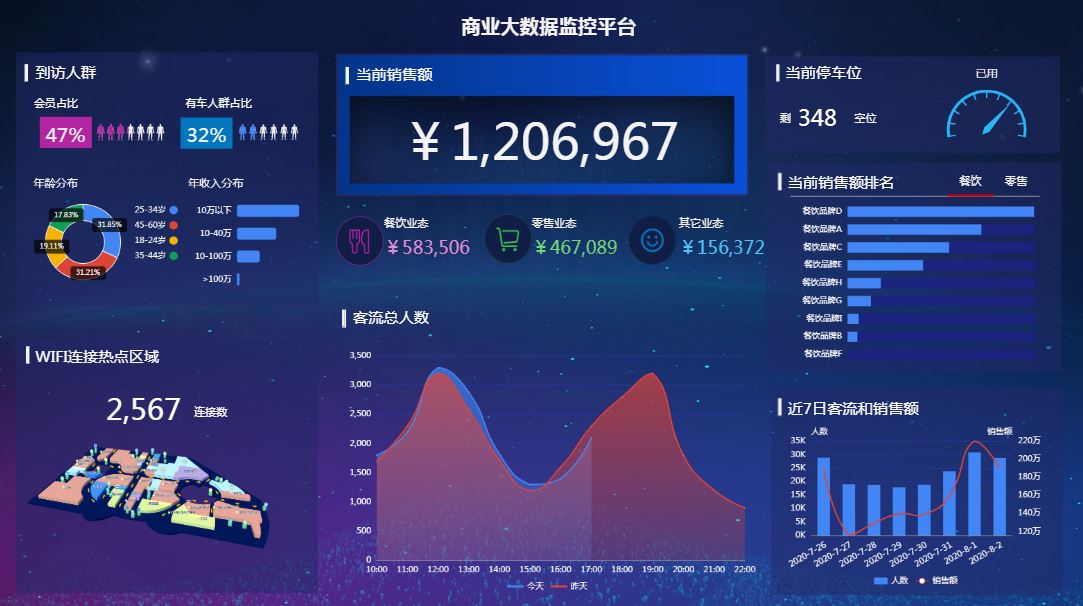 商业大数据监控平台
到访人群
会员占比
有车人群占比
47%
32%
年龄分布
年收入分布
17.83%
31.85%
19.11%
31.21%
25-34岁
45-60岁
18-24岁
35-44岁
10万以下
10-40万
10-100万
>100万
WIFI连接热点区域
2,567 连接数
当前销售额
￥1,206,967
餐饮业态
￥583,506
零售业态
￥467,089
其它业态
￥156,372
客流总人数
3,500
3,000
2,500
2,000
1,500
1,000
500
0
10:00 11:00 12:00 13:00 14:00 15:00 16:00 17:00 18:00 19:00 20:00 21:00 22:00
今天 昨天
当前停车位
已用
剩 348 空位
当前销售额排名
餐饮 零售
餐饮品牌D
餐饮品牌A
餐饮品牌C
餐饮品牌E
餐饮品牌H
餐饮品牌G
餐饮品牌I
餐饮品牌B
餐饮品牌F
近7日客流和销售额
人数 销售额
35K
30K
25K
20K
15K
10K
5K
0K
220万
200万
180万
160万
140万
120万
2020-7-26 2020-7-27 2020-7-28 2020-7-29 2020-7-30 2020-7-31 2020-8-1 2020-8-2
人数 销售额